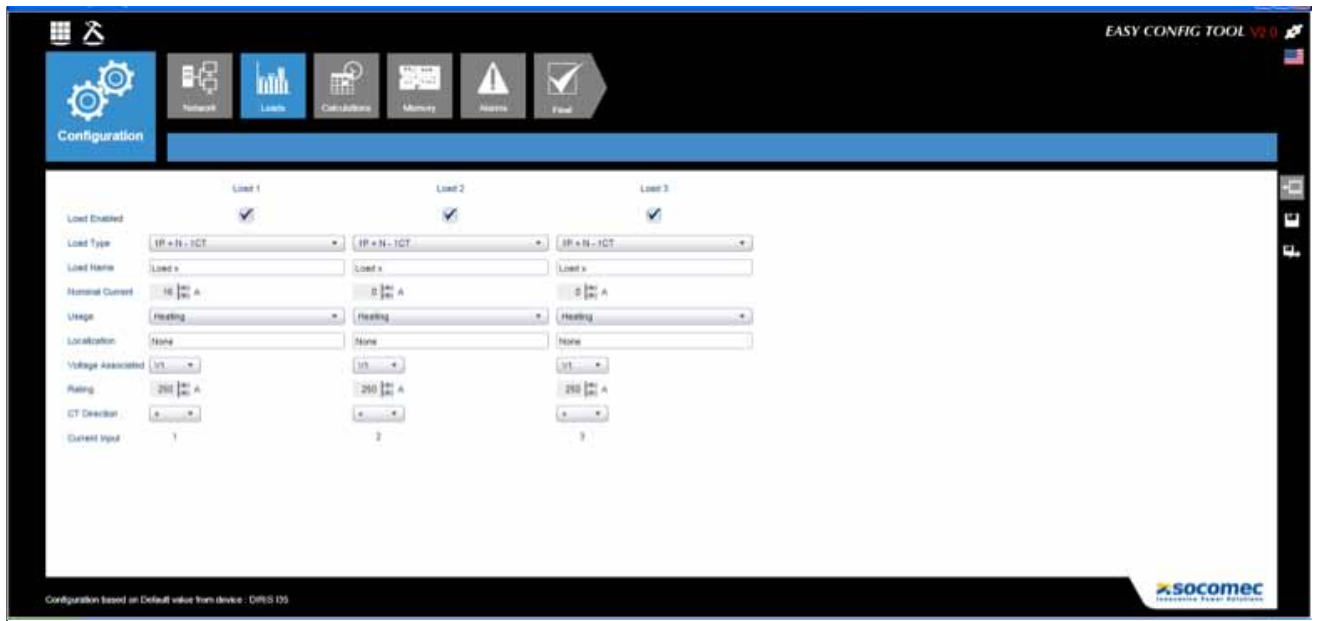 EASY CONFIG TOOL V2.0
Network
Loads
Calculations
Memory
Alarms
Final
Configuration
Load 1 Load 2 Load 3
Load Enabled
Load Type 1P + N - 1CT 1P + N - 1CT 1P + N - 1CT
Load Name Load x Load x Load x
Nominal Current 16 A 0 A 0 A
Usage Heating Heating Heating
Localization None None None
Voltage Associated V1 V1 V1
Rating 250 A 250 A 250 A
CT Direction + + +
Current Input 1 2 3
Configuration based on Default value from device : DIRIS I35
socomec
Innovative Power Solutions